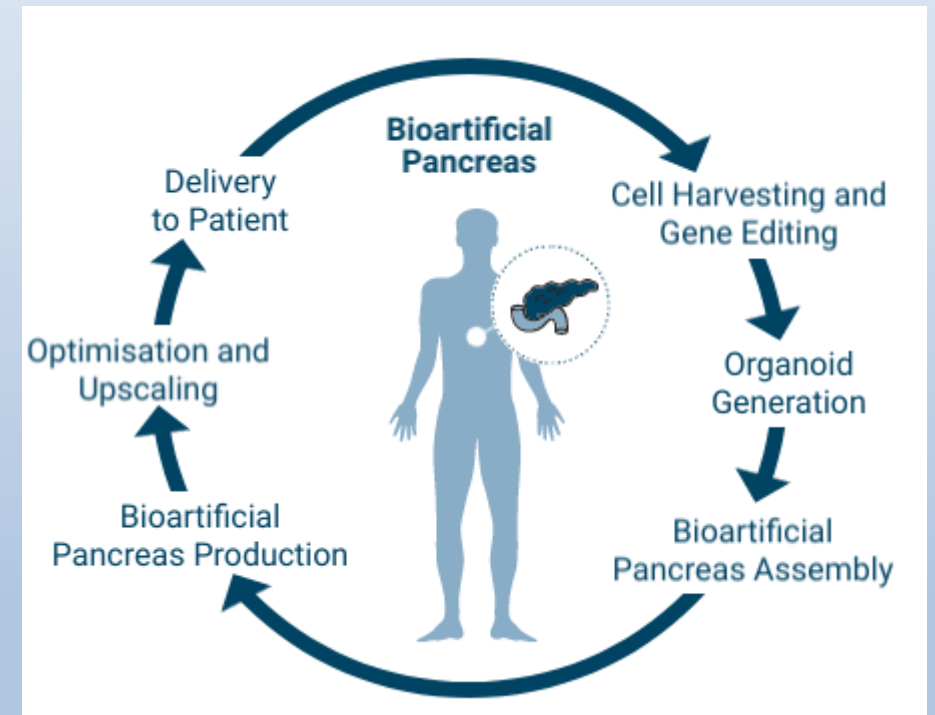 Bioartificial
Pancreas
Delivery
to Patient
Cell Harvesting and
Gene Editing
Optimisation and
Upscaling
Organoid
Generation
Bioartificial
Pancreas Production
Bioartificial
Pancreas Assembly